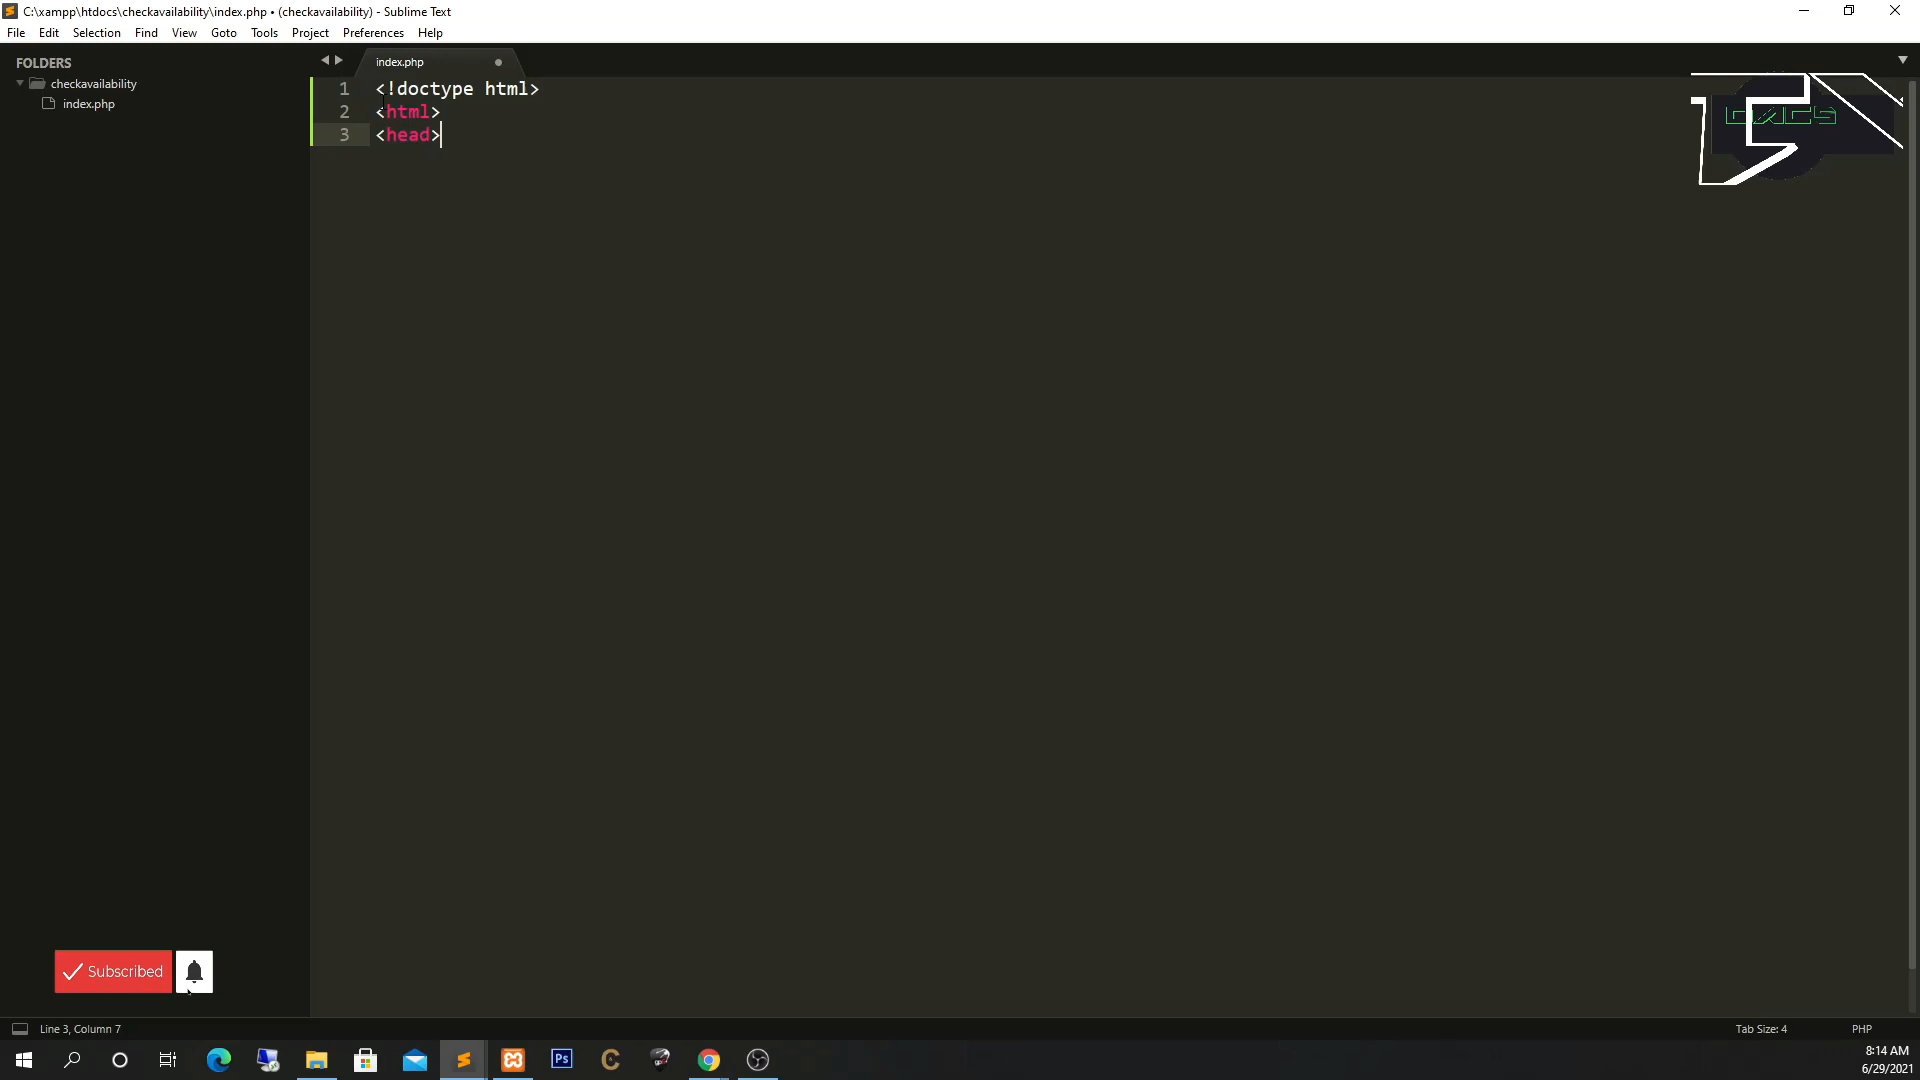 C:\xampp\htdocs\checkavailability\index.php • (checkavailability) - Sublime Text
File Edit Selection Find View Goto Tools Project Preferences Help
FOLDERS
checkavailability
index.php
index.php
1 <!doctype html>
2 <html>
3 <head>
Subscribed
Line 3, Column 7
Tab Size: 4
PHP
Ps
8:14 AM
6/29/2021